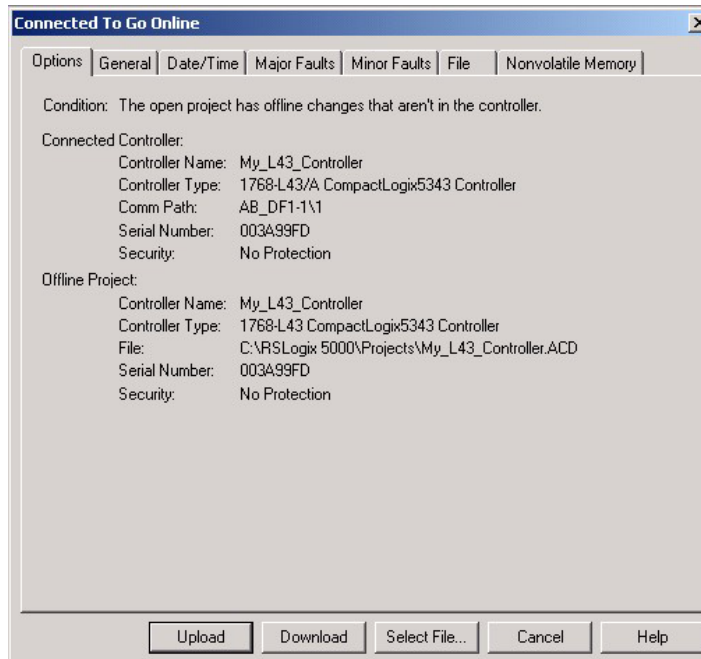 Connected To Go Online
Options General Date/Time Major Faults Minor Faults File Nonvolatile Memory
Condition: The open project has offline changes that aren't in the controller.
Connected Controller:
Controller Name: My_L43_Controller
Controller Type: 1768-L43/A CompactLogix5343 Controller
Comm Path: AB_DF1-1\1
Serial Number: 003A99FD
Security: No Protection
Offline Project:
Controller Name: My_L43_Controller
Controller Type: 1768-L43 CompactLogix5343 Controller
File: C:\RSLogix 5000\Projects\My_L43_Controller.ACD
Serial Number: 003A99FD
Security: No Protection
Upload Download Select File... Cancel Help